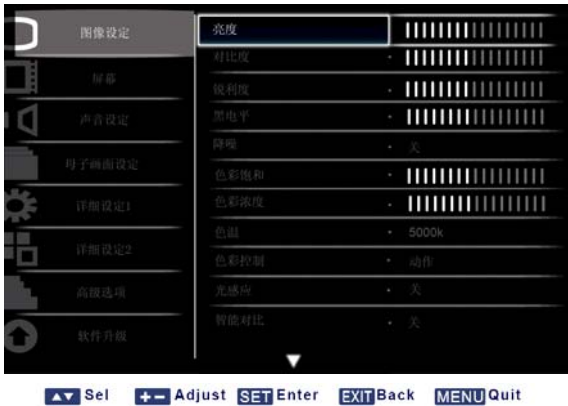 图像设定
屏幕
声音设定
母子画面设定
详细设定1
详细设定2
高级选项
软件升级
亮度
对比度
锐利度
黑电平
降噪 · 关
色彩饱和
色彩浓度
色温 · 5000k
色彩控制 · 动作
光感应 · 关
智能对比 · 关
▲▼ Sel +− Adjust SET Enter EXIT Back MENU Quit